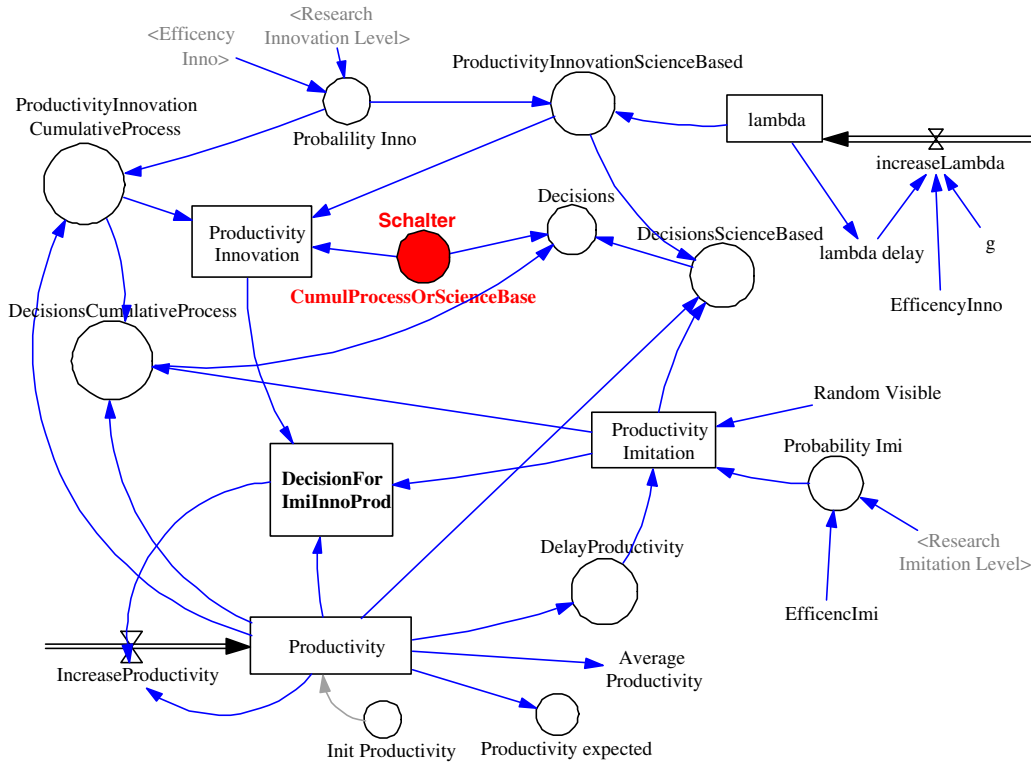 <Research
Innovation Level>
<Efficency
Inno>
ProductivityInnovationScienceBased
ProductivityInnovation
CumulativeProcess
Probalility Inno
lambda
increaseLambda
Decisions
Schalter
Productivity
Innovation
DecisionsScienceBased
lambda delay
g
CumulProcessOrScienceBase
EfficencyInno
DecisionsCumulativeProcess
Random Visible
Productivity
Imitation
Probability Imi
DecisionFor
ImiInnoProd
DelayProductivity
<Research
Imitation Level>
EfficencImi
Productivity
Average
Productivity
IncreaseProductivity
Init Productivity
Productivity expected